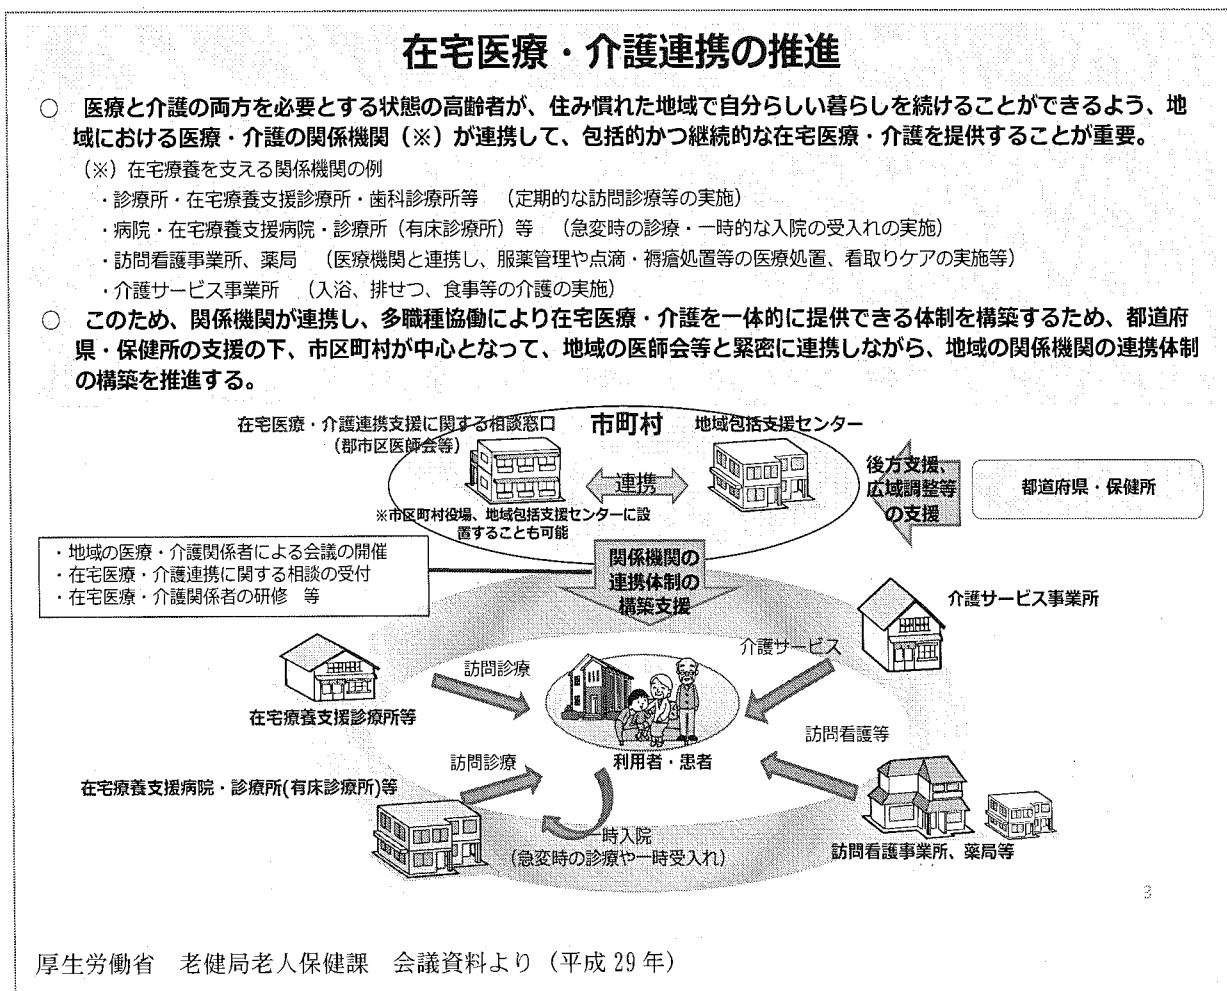 在宅医療・介護連携の推進
○ 医療と介護の両方を必要とする状態の高齢者が、住み慣れた地域で自分らしい暮らしを続けることができるよう、地
域における医療・介護の関係機関（※）が連携して、包括的かつ継続的な在宅医療・介護を提供することが重要。
（※）在宅療養を支える関係機関の例
・診療所・在宅療養支援診療所・歯科診療所等 （定期的な訪問診療等の実施）
・病院・在宅療養支援病院・診療所（有床診療所）等 （急変時の診療・一時的な入院の受入れの実施）
・訪問看護事業所、薬局 （医療機関と連携し、服薬管理や点滴・褥瘡処置等の医療処置、看取りケアの実施等）
・介護サービス事業所 （入浴、排せつ、食事等の介護の実施）
○ このため、関係機関が連携し、多職種協働により在宅医療・介護を一体的に提供できる体制を構築するため、都道府
県・保健所の支援の下、市区町村が中心となって、地域の医師会等と緊密に連携しながら、地域の関係機関の連携体制
の構築を推進する。
市町村
在宅医療・介護連携支援に関する相談窓口
（郡市区医師会等）
地域包括支援センター
連携
※市区町村役場、地域包括支援センターに設
置することも可能
後方支援、
広域調整等
の支援
都道府県・保健所
・地域の医療・介護関係者による会議の開催
・在宅医療・介護連携に関する相談の受付
・在宅医療・介護関係者の研修 等
関係機関の
連携体制の
構築支援
介護サービス事業所
介護サービス
訪問診療
在宅療養支援診療所等
利用者・患者
訪問看護等
訪問診療
在宅療養支援病院・診療所(有床診療所)等
一時入院
（急変時の診療や一時受入れ）
訪問看護事業所、薬局等
3
厚生労働省 老健局老人保健課 会議資料より（平成29年）